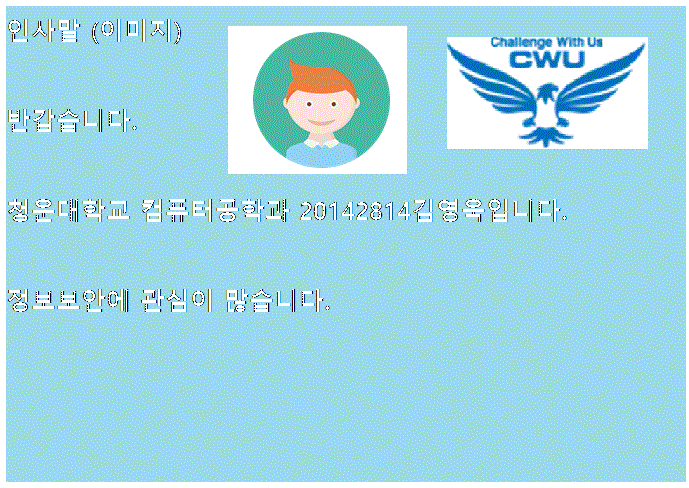 인사말 (이미지)
Challenge With Us
CWU
반갑습니다.
청운대학교 컴퓨터공학과 20142814김영욱입니다.
정보보안에 관심이 많습니다.